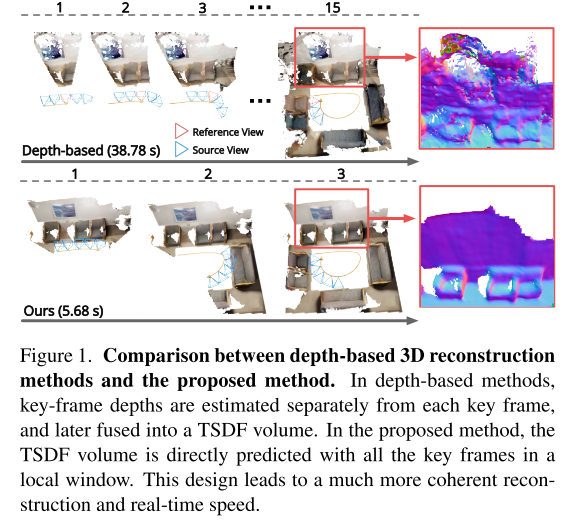 1 2 3 ••• 15
•••
Reference View
Source View
Depth-based (38.78 s)
1 2 3
Ours (5.68 s)
Figure 1. Comparison between depth-based 3D reconstruction
methods and the proposed method. In depth-based methods,
key-frame depths are estimated separately from each key frame,
and later fused into a TSDF volume. In the proposed method, the
TSDF volume is directly predicted with all the key frames in a
local window. This design leads to a much more coherent recon-
struction and real-time speed.